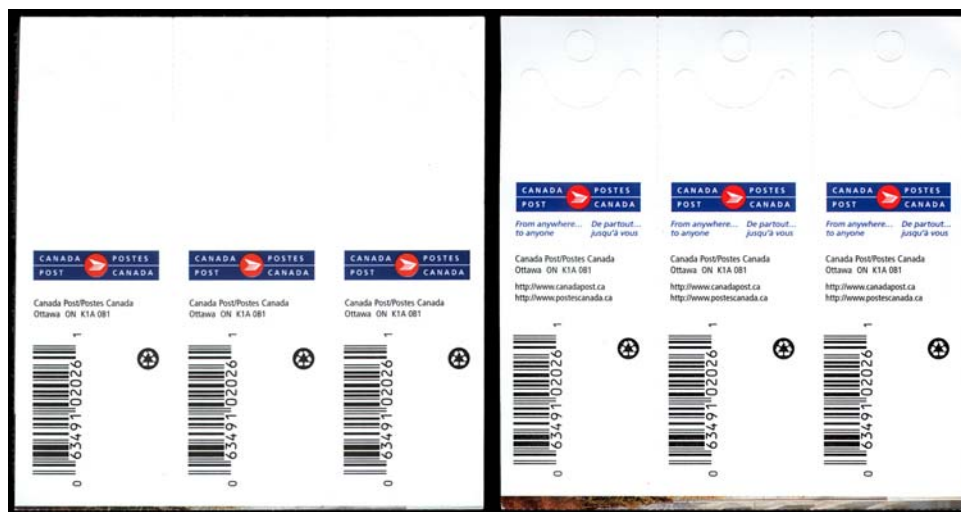 CANADA POSTES
POST CANADA
Canada Post/Postes Canada
Ottawa ON K1A 0B1
0 63491 02026 1
CANADA POSTES
POST CANADA
Canada Post/Postes Canada
Ottawa ON K1A 0B1
0 63491 02026 1
CANADA POSTES
POST CANADA
Canada Post/Postes Canada
Ottawa ON K1A 0B1
0 63491 02026 1
CANADA POSTES
POST CANADA
From anywhere... De partout...
to anyone jusqu'à vous
Canada Post/Postes Canada
Ottawa ON K1A 0B1
http://www.canadapost.ca
http://www.postescanada.ca
0 63491 02026 1
CANADA POSTES
POST CANADA
From anywhere... De partout...
to anyone jusqu'à vous
Canada Post/Postes Canada
Ottawa ON K1A 0B1
http://www.canadapost.ca
http://www.postescanada.ca
0 63491 02026 1
CANADA POSTES
POST CANADA
From anywhere... De partout...
to anyone jusqu'à vous
Canada Post/Postes Canada
Ottawa ON K1A 0B1
http://www.canadapost.ca
http://www.postescanada.ca
0 63491 02026 1